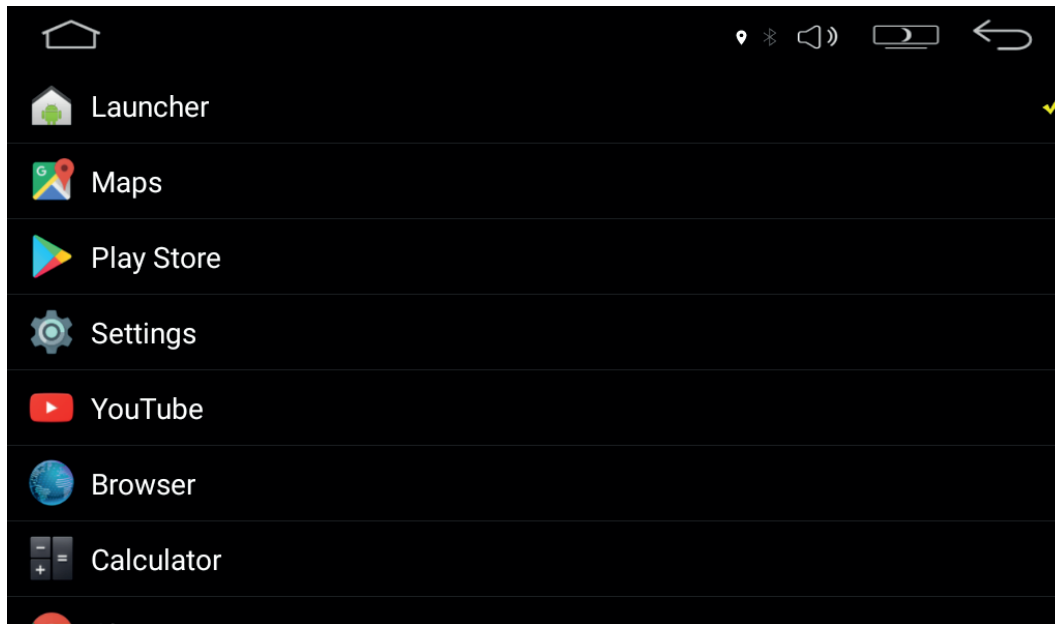 Launcher
Maps
Play Store
Settings
YouTube
Browser
Calculator